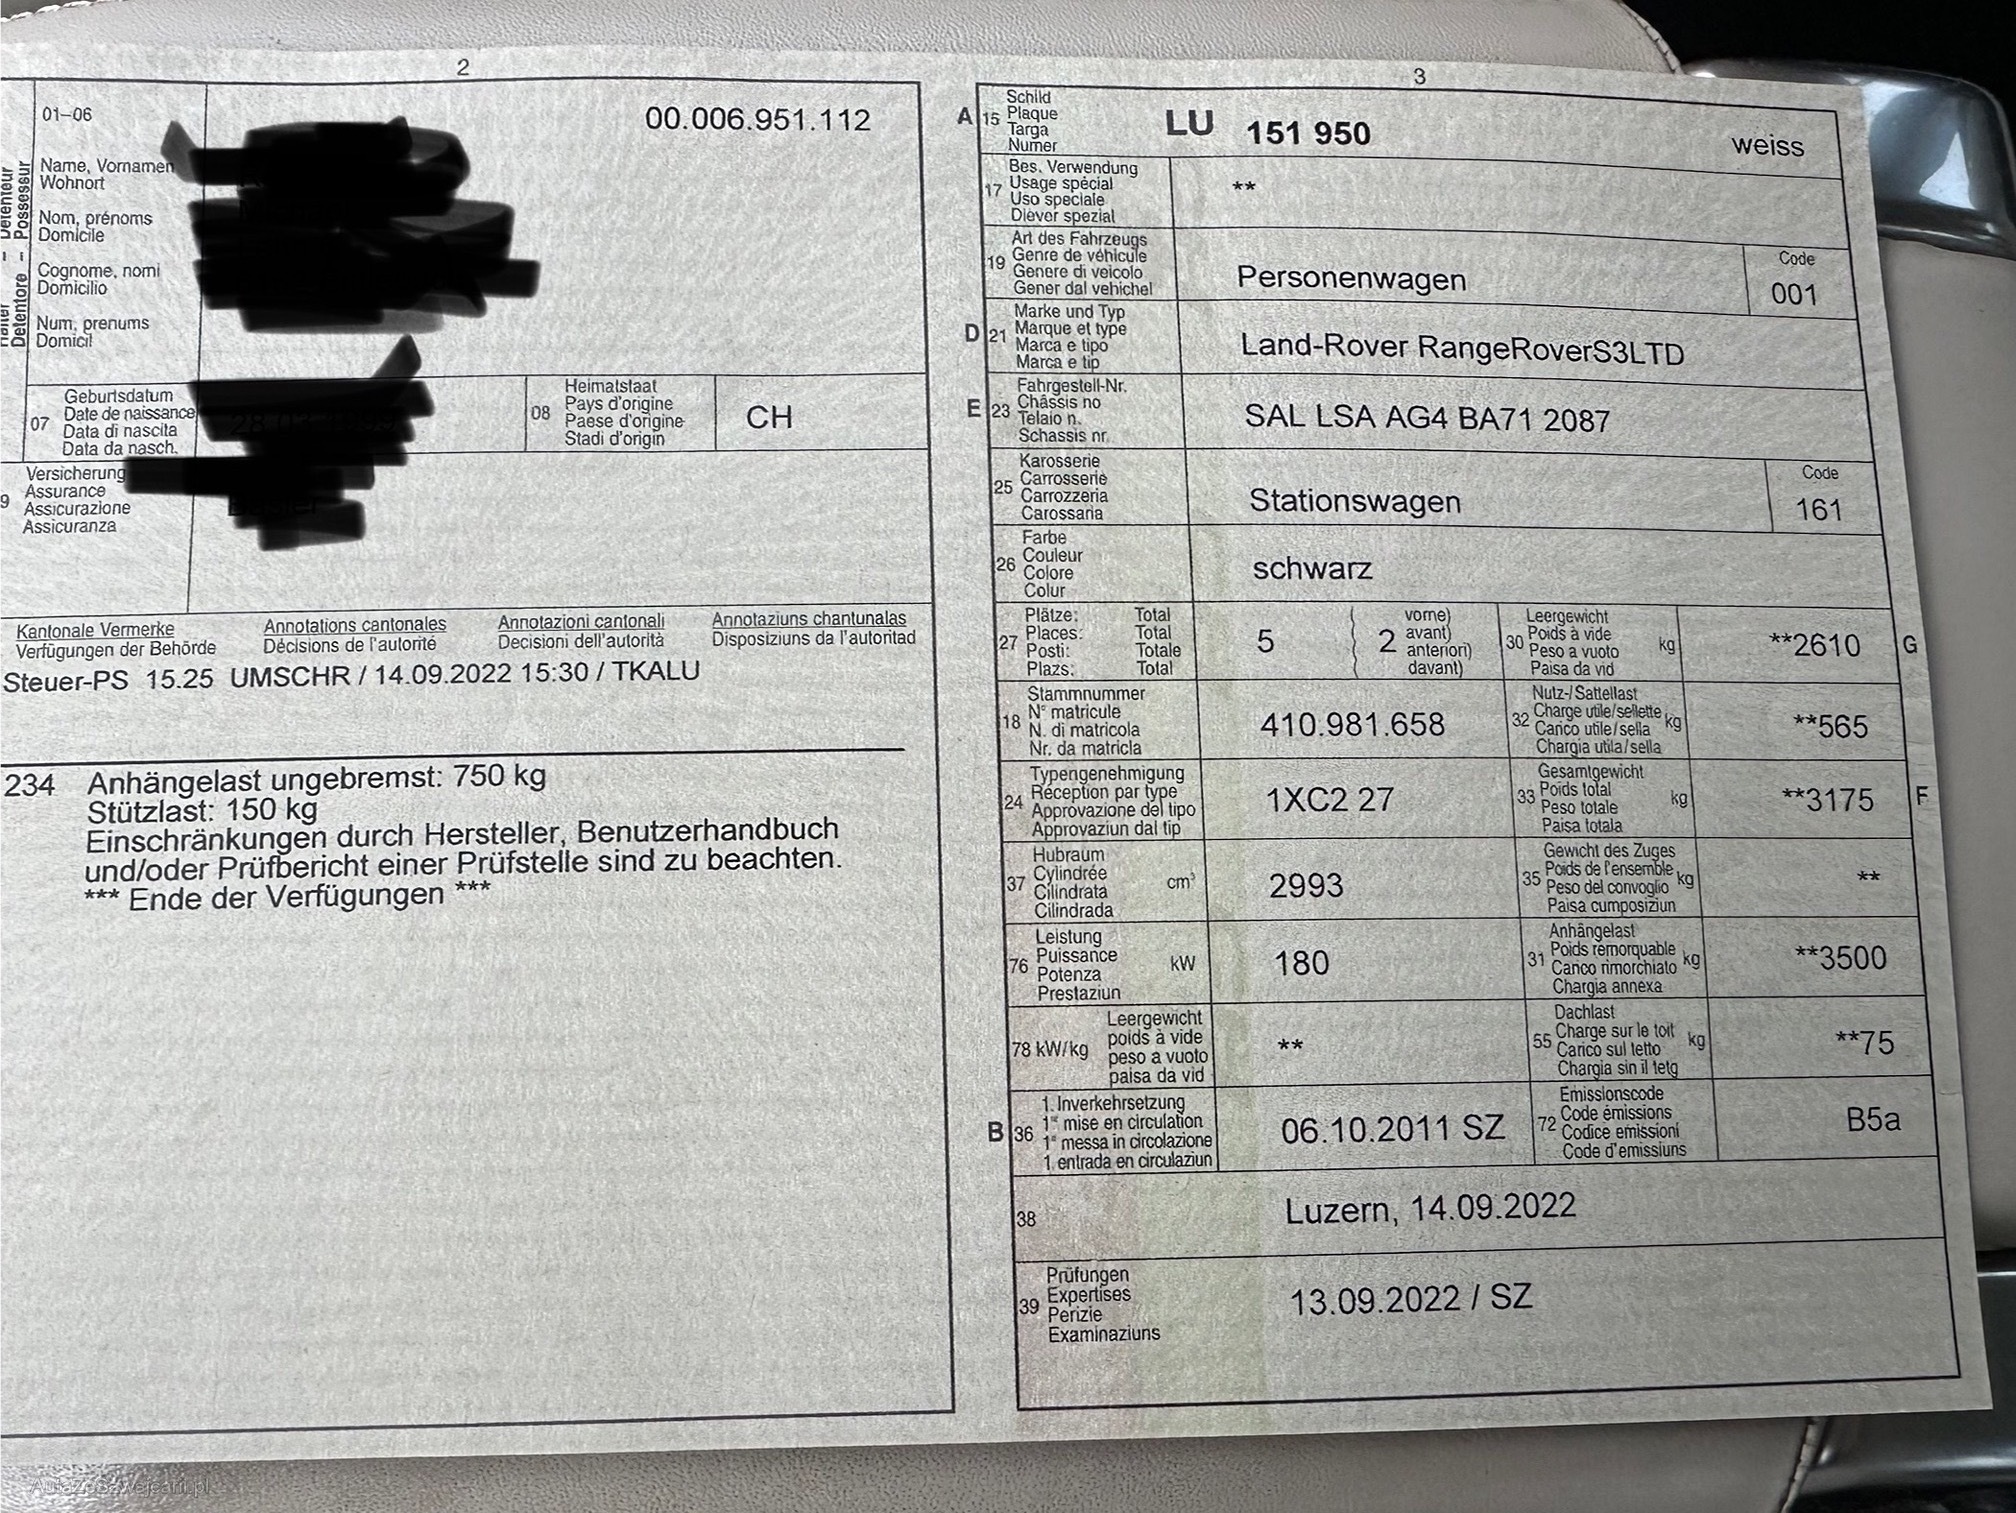 2
01–06
00.006.951.112
Name, Vornamen
Wohnort
Nom, prénoms
Domicile
Cognome, nomi
Domicilio
Num, prenums
Domicil
Detentore – Possesseur
07
Geburtsdatum
Date de naissance
Data di nascita
Data da nasch.
08
Heimatstaat
Pays d'origine
Paese d'origine
Stadi d'origin
CH
9
Versicherung
Assurance
Assicurazione
Assicuranza
Kantonale Vermerke
Verfügungen der Behörde
Annotations cantonales
Décisions de l'autorité
Annotazioni cantonali
Decisioni dell'autorità
Annotaziuns chantunalas
Disposiziuns da l'autoritad
Steuer-PS 15.25 UMSCHR / 14.09.2022 15:30 / TKALU
234 Anhängelast ungebremst: 750 kg
Stützlast: 150 kg
Einschränkungen durch Hersteller, Benutzerhandbuch
und/oder Prüfbericht einer Prüfstelle sind zu beachten.
*** Ende der Verfügungen ***
3
A 15
Schild
Plaque
Targa
Numer
LU 151 950 weiss
17
Bes. Verwendung
Usage spécial
Uso speciale
Diever spezial
**
19
Art des Fahrzeugs
Genre de véhicule
Genere di veicolo
Gener dal vehichel
Personenwagen
Code
001
D 21
Marke und Typ
Marque et type
Marca e tipo
Marca e tip
Land-Rover RangeRoverS3LTD
E 23
Fahrgestell-Nr.
Châssis no
Telaio n.
Schassis nr.
SAL LSA AG4 BA71 2087
25
Karosserie
Carrosserie
Carrozzeria
Carossaria
Stationswagen
Code
161
26
Farbe
Couleur
Colore
Colur
schwarz
27
Plätze: Total
Places: Total
Posti: Totale
Plazs: Total
5
2
vorne)
avant)
anteriori)
davant)
30
Leergewicht
Poids à vide
Peso a vuoto
Paisa da vid
kg
**2610
G
18
Stammnummer
N° matricule
N. di matricola
Nr. da matricla
410.981.658
32
Nutz-/Sattellast
Charge utile/sellette
Carico utile/sella
Chargia utila/sella
kg
**565
24
Typengenehmigung
Réception par type
Approvazione del tipo
Approvaziun dal tip
1XC2 27
33
Gesamtgewicht
Poids total
Peso totale
Paisa totala
kg
**3175
F
37
Hubraum
Cylindrée
Cilindrata
Cilindrada
cm³
2993
35
Gewicht des Zuges
Poids de l'ensemble
Peso del convoglio
Paisa cumposiziun
kg
**
76
Leistung
Puissance
Potenza
Prestaziun
kW
180
31
Anhängelast
Poids remorquable
Carico rimorchiato
Chargia annexa
kg
**3500
78 kW/kg
Leergewicht
poids à vide
peso a vuoto
paisa da vid
**
55
Dachlast
Charge sur le toit
Carico sul tetto
Chargia sin il tetg
kg
**75
B 36
1. Inverkehrsetzung
1re mise en circulation
1a messa in circolazione
1. entrada en circulaziun
06.10.2011 SZ
72
Emissionscode
Code émissions
Codice emissioni
Code d'emissiuns
B5a
38
Luzern, 14.09.2022
39
Prüfungen
Expertises
Perizie
Examinaziuns
13.09.2022 / SZ
AutaZeSzwajcarii.pl